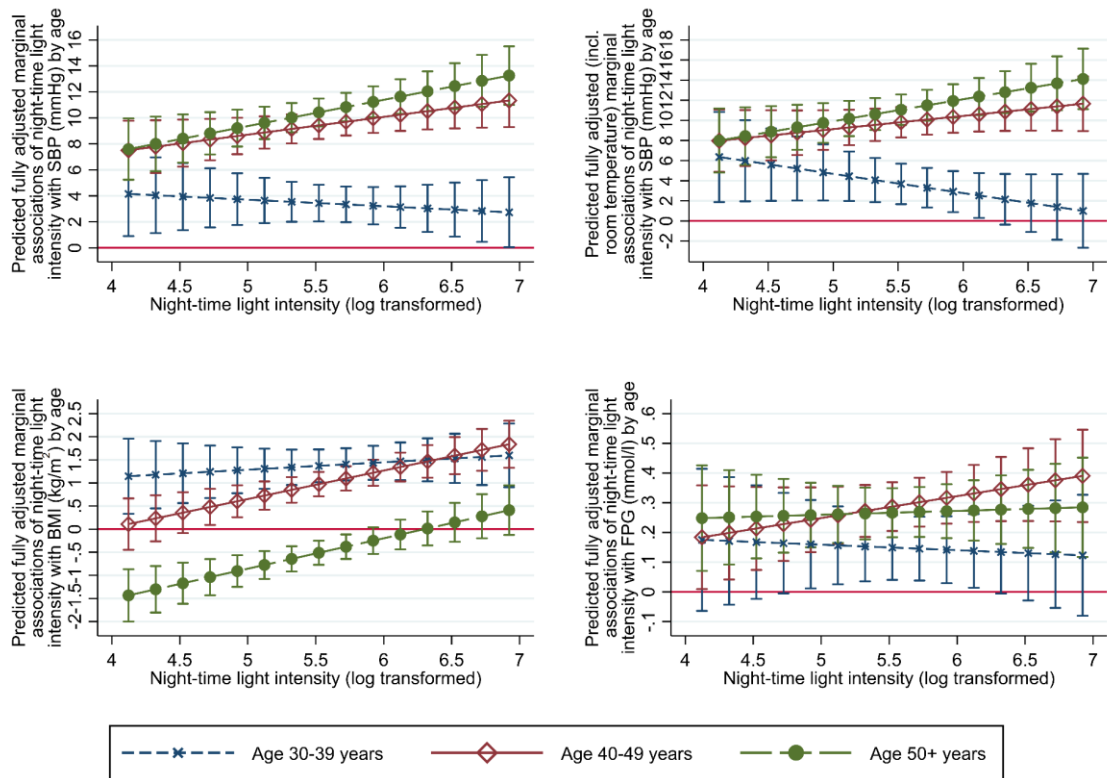 Predicted fully adjusted marginal
associations of night-time light
intensity with SBP (mmHg) by age
16
14
12
10
8
6
4
2
0
4 4.5 5 5.5 6 6.5 7
Night-time light intensity (log transformed)
Predicted fully adjusted (incl.
room temperature) marginal
associations of night-time light
intensity with SBP (mmHg) by age
18
16
14
12
10
8
6
4
2
0
-2
4 4.5 5 5.5 6 6.5 7
Night-time light intensity (log transformed)
Predicted fully adjusted marginal
associations of night-time light
intensity with BMI (kg/m²) by age
2.5
2
1.5
1
.5
0
-.5
-1
-1.5
-2
4 4.5 5 5.5 6 6.5 7
Night-time light intensity (log transformed)
Predicted fully adjusted marginal
associations of night-time light
intensity with FPG (mmol/l) by age
.6
.5
.4
.3
.2
.1
0
-.1
4 4.5 5 5.5 6 6.5 7
Night-time light intensity (log transformed)
Age 30-39 years Age 40-49 years Age 50+ years